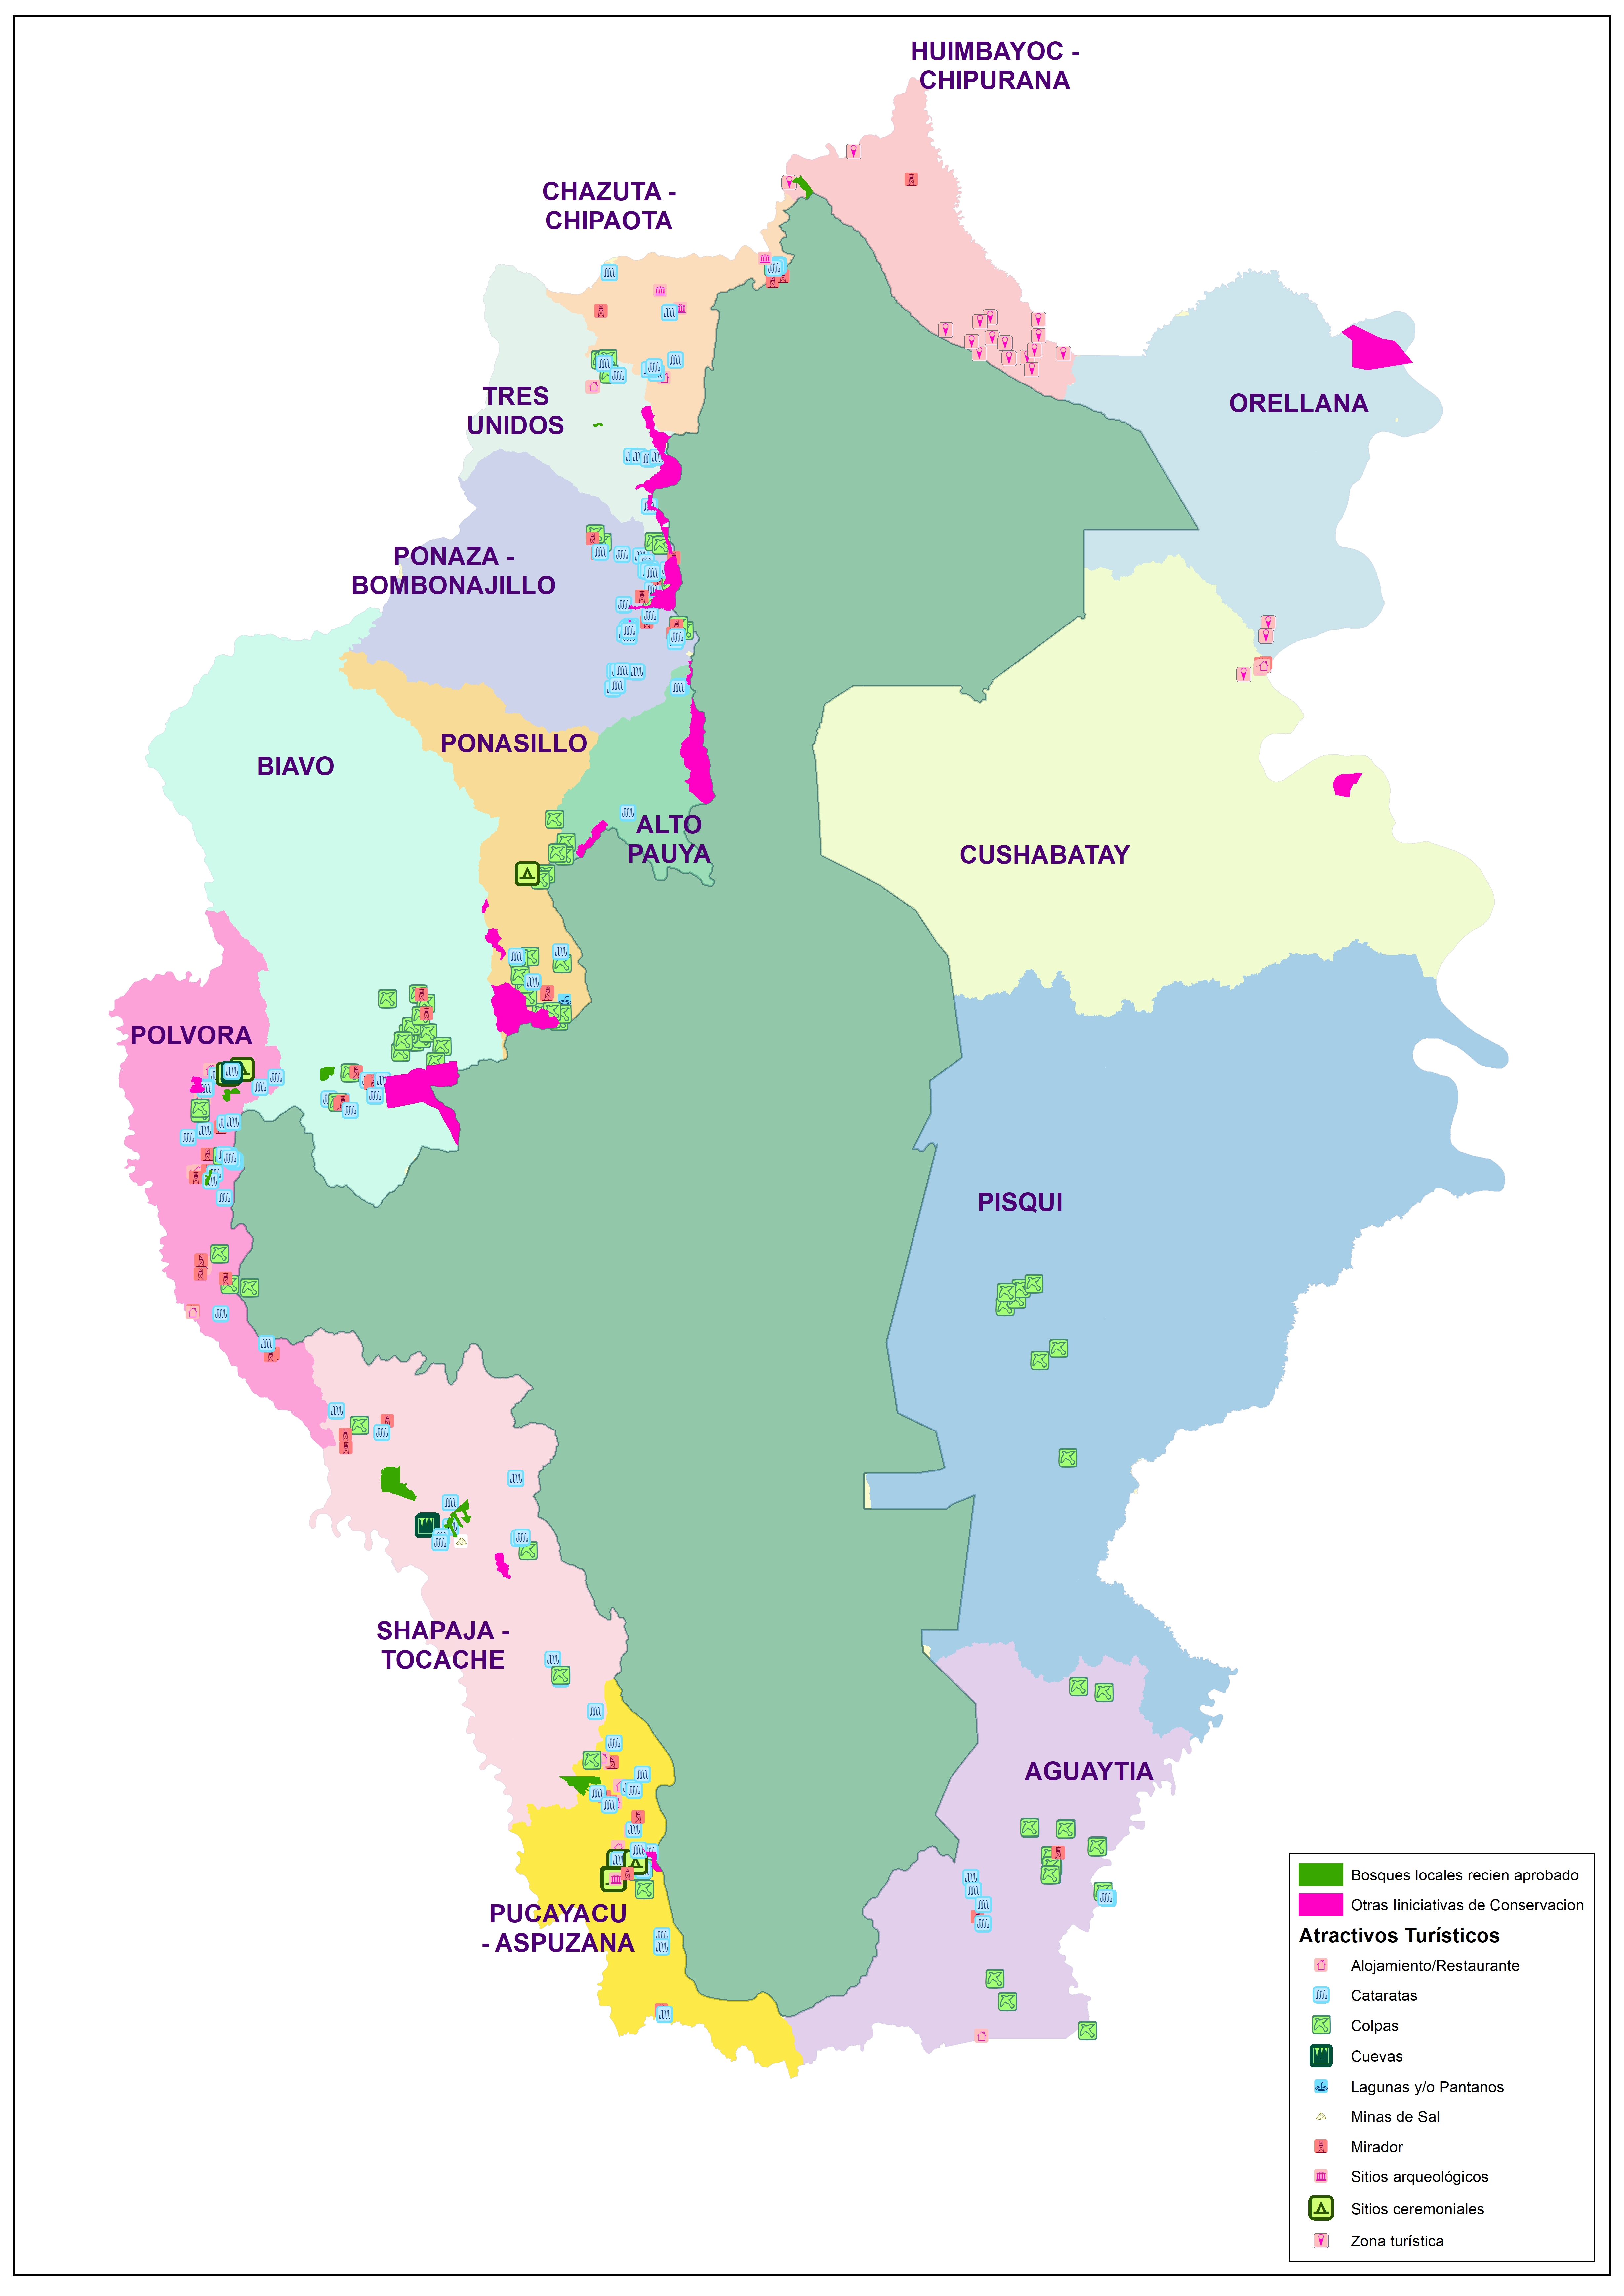 HUIMBAYOC -
CHIPURANA
CHAZUTA -
CHIPAOTA
TRES
UNIDOS
ORELLANA
PONAZA -
BOMBONAJILLO
PONASILLO
BIAVO
ALTO
PAUYA
CUSHABATAY
POLVORA
PISQUI
SHAPAJA -
TOCACHE
AGUAYTIA
PUCAYACU
- ASPUZANA
Bosques locales recien aprobado
Otras Iiniciativas de Conservacion
Atractivos Turísticos
Alojamiento/Restaurante
Cataratas
Colpas
Cuevas
Lagunas y/o Pantanos
Minas de Sal
Mirador
Sitios arqueológicos
Sitios ceremoniales
Zona turística